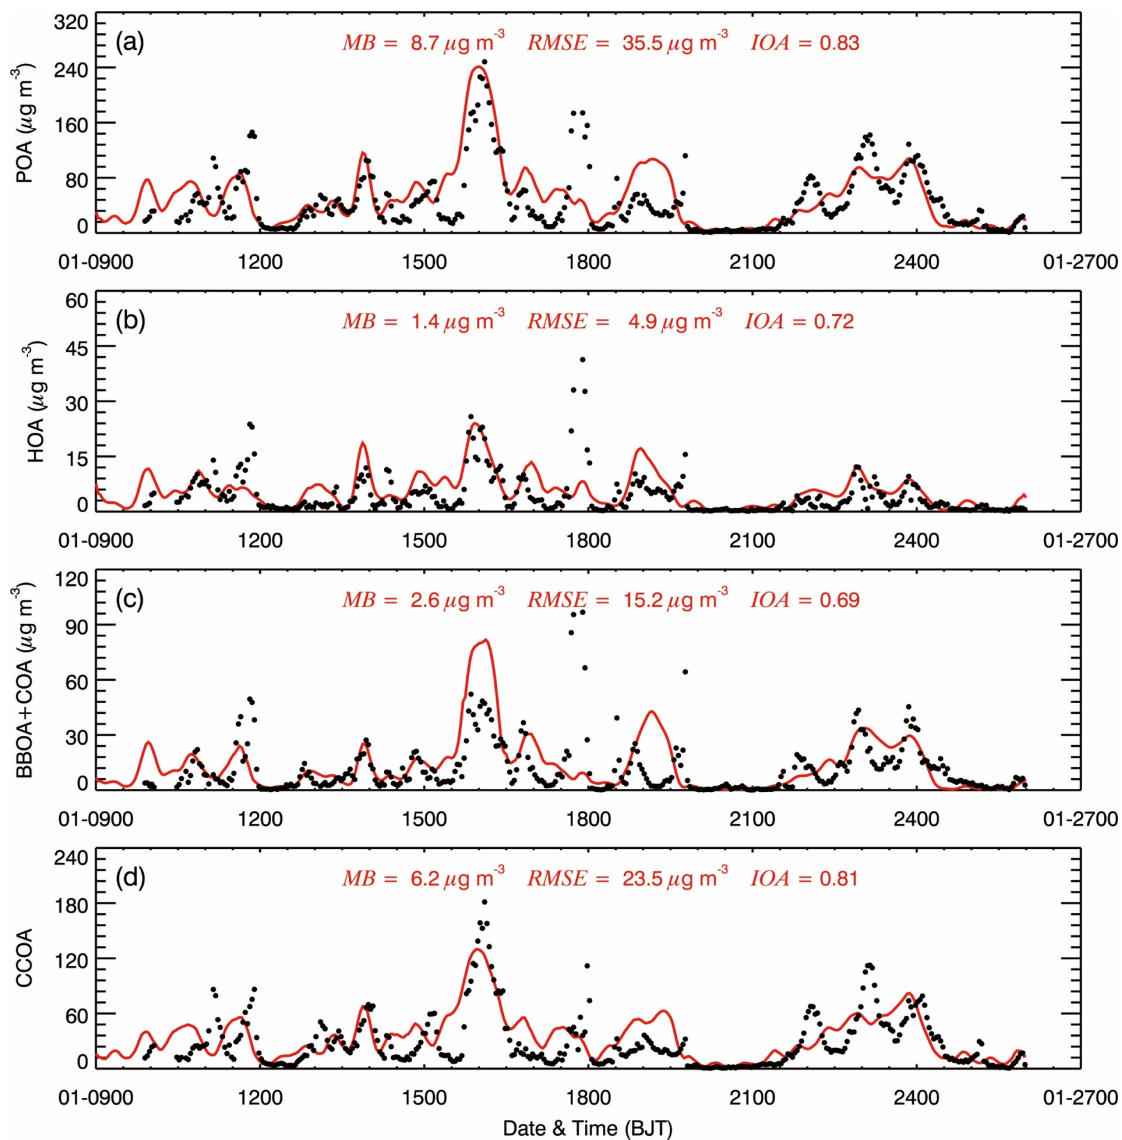 320
(a)
MB = 8.7 μg m⁻³ RMSE = 35.5 μg m⁻³ IOA = 0.83
240
160
80
0
POA (μg m⁻³)
01-0900 1200 1500 1800 2100 2400 01-2700
60
(b)
MB = 1.4 μg m⁻³ RMSE = 4.9 μg m⁻³ IOA = 0.72
45
30
15
0
HOA (μg m⁻³)
01-0900 1200 1500 1800 2100 2400 01-2700
120
(c)
MB = 2.6 μg m⁻³ RMSE = 15.2 μg m⁻³ IOA = 0.69
90
60
30
0
BBOA+COA (μg m⁻³)
01-0900 1200 1500 1800 2100 2400 01-2700
240
(d)
MB = 6.2 μg m⁻³ RMSE = 23.5 μg m⁻³ IOA = 0.81
180
120
60
0
CCOA
01-0900 1200 1500 1800 2100 2400 01-2700
Date & Time (BJT)